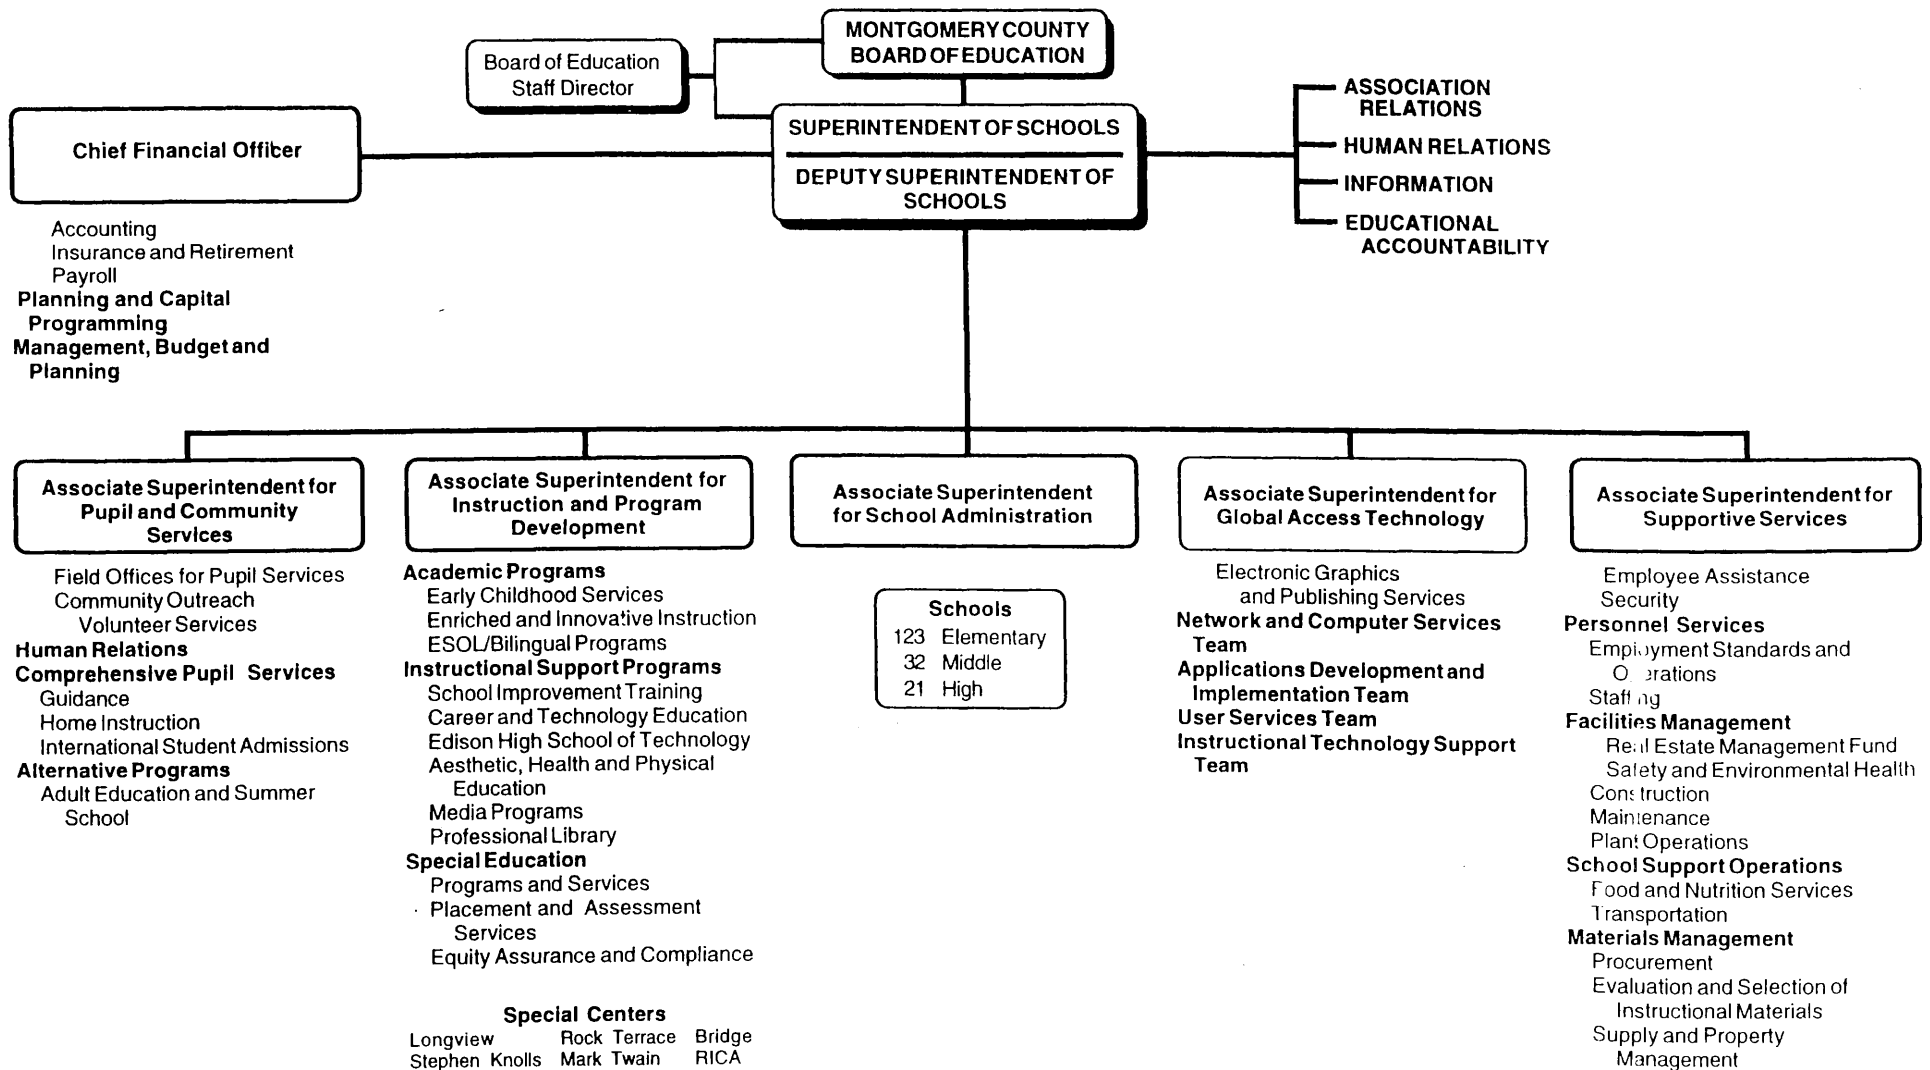 MONTGOMERY COUNTY
BOARD OF EDUCATION
Board of Education
Staff Director
SUPERINTENDENT OF SCHOOLS
DEPUTY SUPERINTENDENT OF
SCHOOLS
ASSOCIATION
RELATIONS
HUMAN RELATIONS
INFORMATION
EDUCATIONAL
ACCOUNTABILITY
Chief Financial Officer
Accounting
Insurance and Retirement
Payroll
Planning and Capital
Programming
Management, Budget and
Planning
Associate Superintendent for
Pupil and Community
Services
Field Offices for Pupil Services
Community Outreach
Volunteer Services
Human Relations
Comprehensive Pupil Services
Guidance
Home Instruction
International Student Admissions
Alternative Programs
Adult Education and Summer
School
Associate Superintendent for
Instruction and Program
Development
Academic Programs
Early Childhood Services
Enriched and Innovative Instruction
ESOL/Bilingual Programs
Instructional Support Programs
School Improvement Training
Career and Technology Education
Edison High School of Technology
Aesthetic, Health and Physical
Education
Media Programs
Professional Library
Special Education
Programs and Services
Placement and Assessment
Services
Equity Assurance and Compliance
Special Centers
Longview Rock Terrace Bridge
Stephen Knolls Mark Twain RICA
Associate Superintendent
for School Administration
Schools
123 Elementary
32 Middle
21 High
Associate Superintendent for
Global Access Technology
Electronic Graphics
and Publishing Services
Network and Computer Services
Team
Applications Development and
Implementation Team
User Services Team
Instructional Technology Support
Team
Associate Superintendent for
Supportive Services
Employee Assistance
Security
Personnel Services
Employment Standards and
Operations
Staffing
Facilities Management
Real Estate Management Fund
Safety and Environmental Health
Construction
Maintenance
Plant Operations
School Support Operations
Food and Nutrition Services
Transportation
Materials Management
Procurement
Evaluation and Selection of
Instructional Materials
Supply and Property
Management